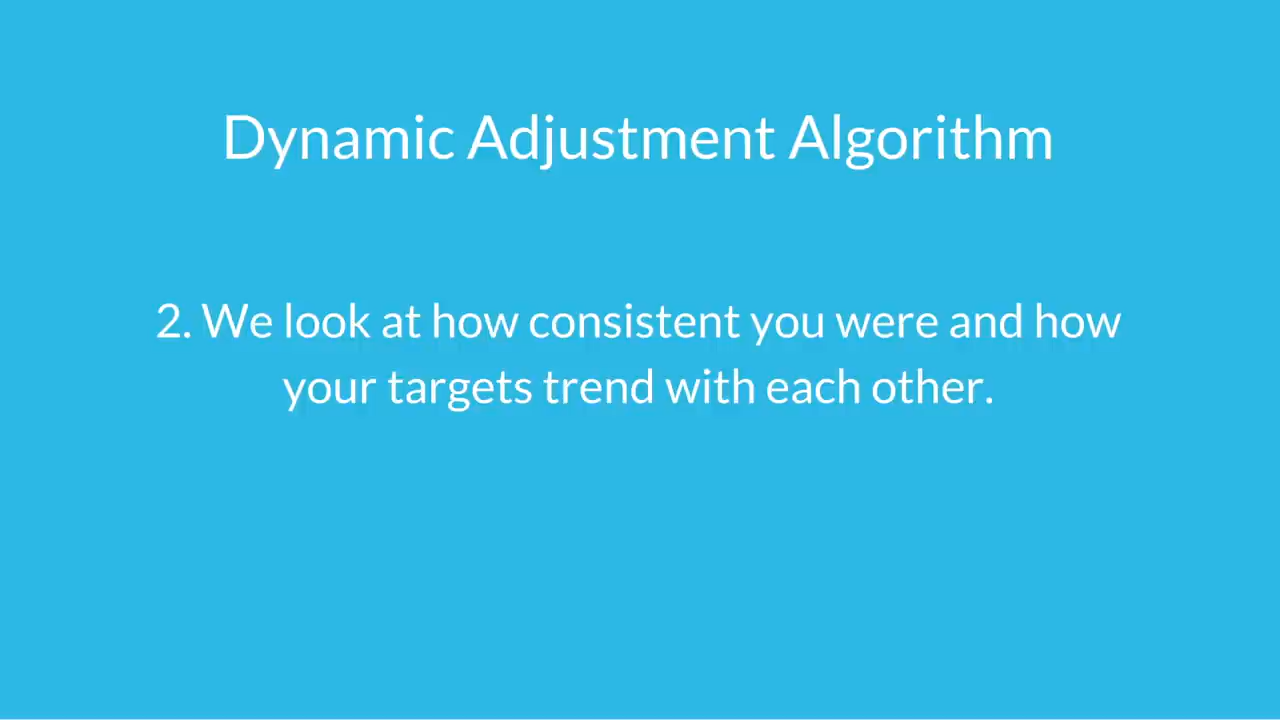 Dynamic Adjustment Algorithm
2. We look at how consistent you were and how
your targets trend with each other.